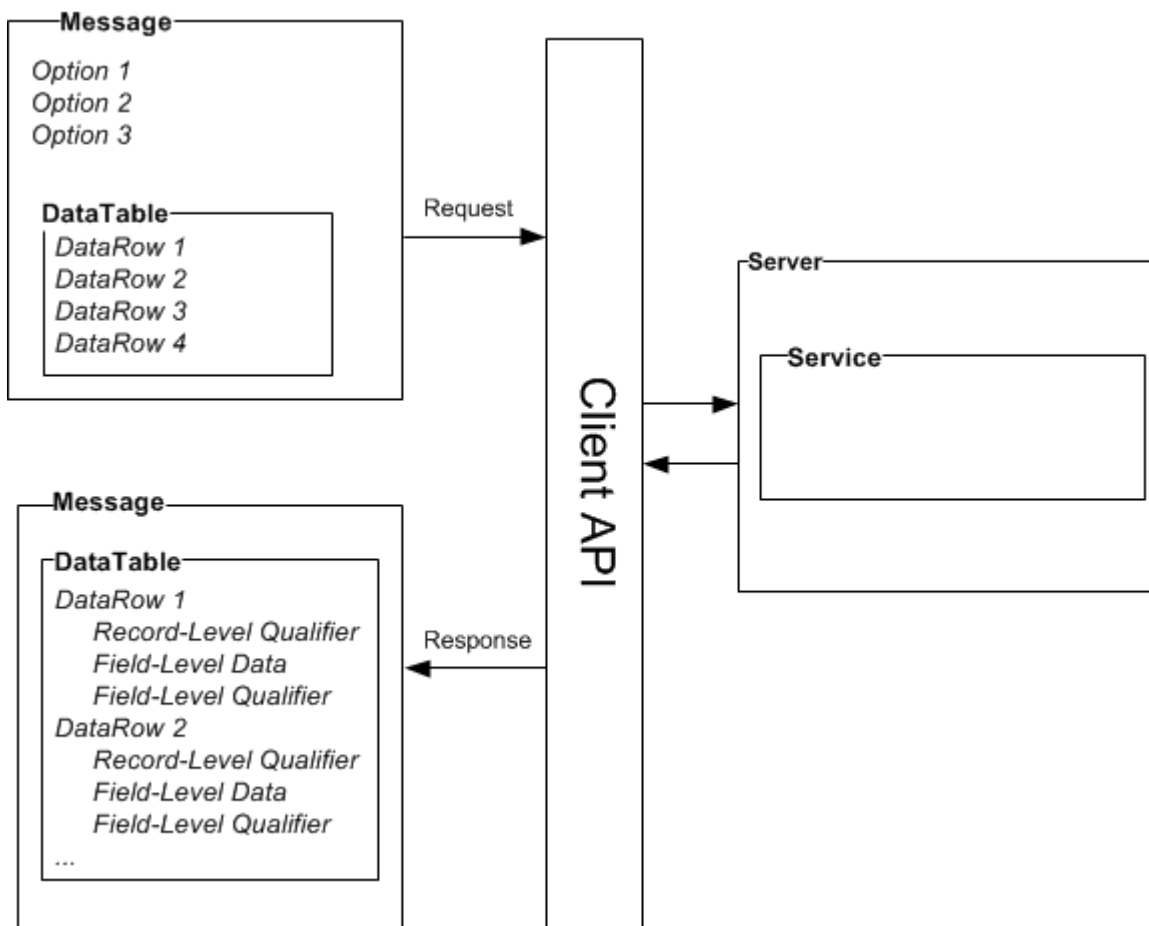 Message
Option 1
Option 2
Option 3
DataTable
DataRow 1
DataRow 2
DataRow 3
DataRow 4
Request
Client API
Server
Service
Message
DataTable
DataRow 1
Record-Level Qualifier
Field-Level Data
Field-Level Qualifier
DataRow 2
Record-Level Qualifier
Field-Level Data
Field-Level Qualifier
...
Response